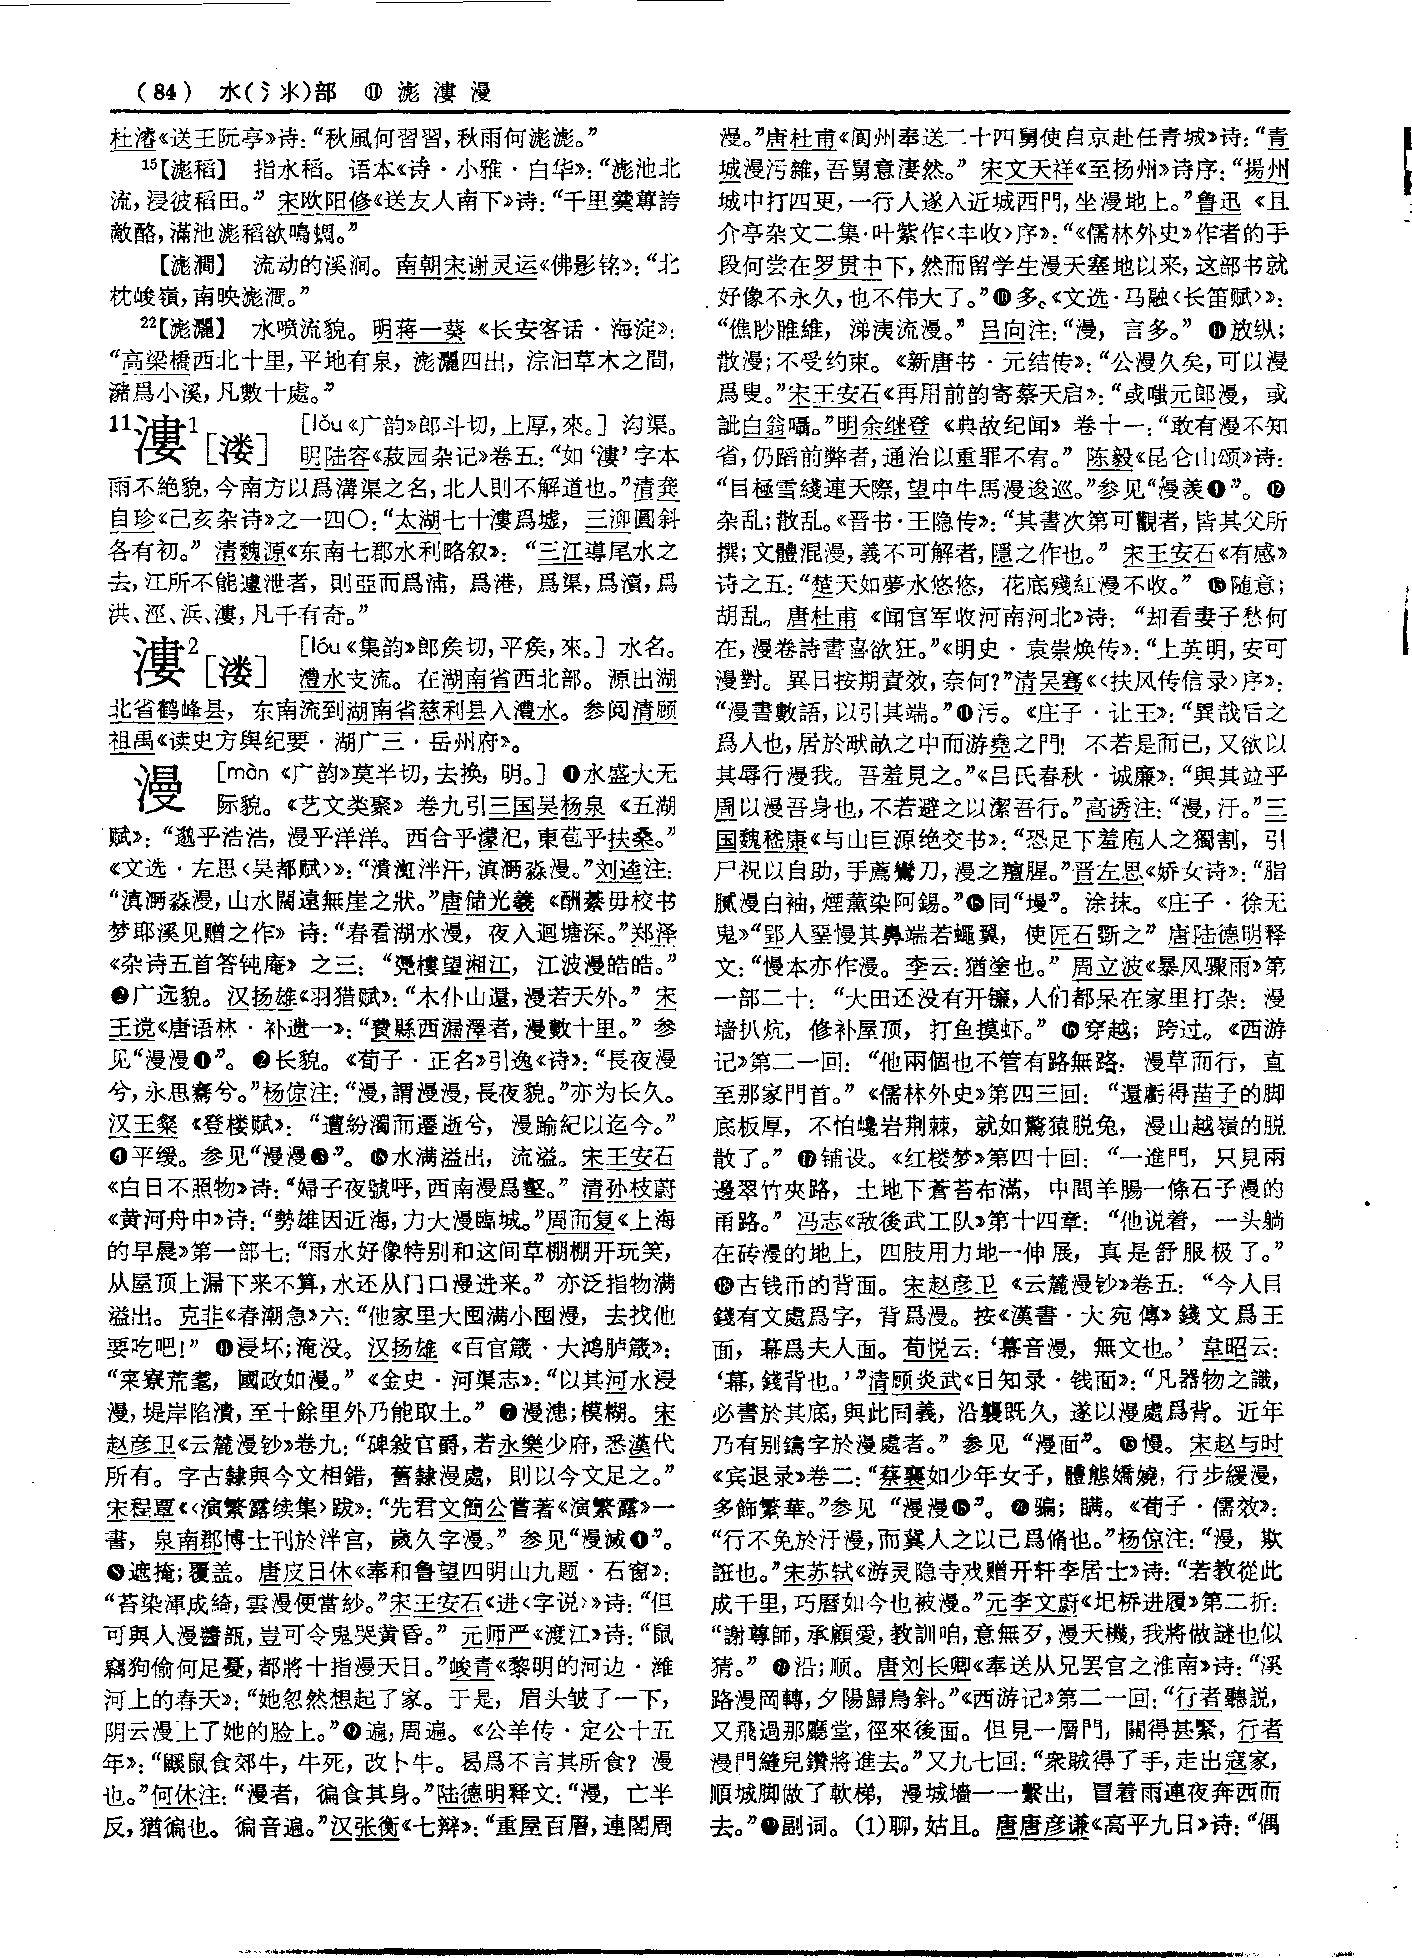 (84) 水(氵氺)部 ⑪ 滮漊漫
杜濬《送王阮亭》诗：“秋風何習習，秋雨何滮滮。”
15【滮稻】 指水稻。语本《诗·小雅·白华》：“滮池北
流，浸彼稻田。” 宋欧阳修《送友人南下》诗：“千里羹蓴誇
敵酪，滿池滮稻欲鳴蜩。”
【滮澗】 流动的溪涧。南朝宋谢灵运《佛影铭》：“北
枕峻嶺，南映滮澗。”
22【滮灑】 水喷流貌。明蒋一葵《长安客话·海淀》：
“高梁橋西北十里，平地有泉，滮灑四出，淙汩草木之間，
瀦爲小溪，凡數十處。”
11漊1［溇］ [lǒu《广韵》郎斗切，上厚，來。] 沟渠。
明陆容《菽园杂记》卷五：“如‘漊’字本
雨不絶貌，今南方以爲溝渠之名，北人則不解道也。”清龚
自珍《己亥杂诗》之一四〇：“太湖七十漊爲墟，三泖圓斜
各有初。” 清魏源《东南七郡水利略叙》：“三江導尾水之
去，江所不能遽泄者，則亞而爲浦，爲港，爲渠，爲瀆，爲
洪、涇、浜、漊，凡千有奇。”
漊2［溇］ [lóu《集韵》郎侯切，平侯，來。] 水名。
澧水支流。在湖南省西北部。源出湖
北省鹤峰县，东南流到湖南省慈利县入澧水。参阅清顾
祖禹《读史方舆纪要·湖广三·岳州府》。
漫 [màn《广韵》莫半切，去换，明。] ❶水盛大无
际貌。《艺文类聚》卷九引三国吴杨泉《五湖
赋》：“邈乎浩浩，漫乎洋洋。西合乎濛汜，東苞乎扶桑。”
《文选·左思〈吴都赋〉》：“濆渱泮汗，滇㴐淼漫。”刘逵注：
“滇㴐淼漫，山水闊遠無崖之狀。”唐储光羲《酬綦毋校书
梦耶溪见赠之作》诗：“春看湖水漫，夜入迴塘深。”郑泽
《杂诗五首答钝庵》之三：“凭樓望湘江，江波漫皓皓。”
❷广远貌。汉扬雄《羽猎赋》：“木仆山還，漫若天外。” 宋
王谠《唐语林·补遗一》：“費縣西漏澤者，漫數十里。” 参
见“漫漫❶”。❷长貌。《荀子·正名》引逸《诗》：“長夜漫
兮，永思騫兮。”杨倞注：“漫，謂漫漫，長夜貌。”亦为长久。
汉王粲《登楼赋》：“遭紛濁而遷逝兮，漫踰紀以迄今。”
❹平缓。参见“漫漫❸”。❺水满溢出，流溢。宋王安石
《白日不照物》诗：“婦子夜號呼，西南漫爲壑。” 清孙枝蔚
《黄河舟中》诗：“勢雄因近海，力大漫臨城。”周而复《上海
的早晨》第一部七：“雨水好像特别和这间草棚棚开玩笑，
从屋顶上漏下来不算，水还从门口漫进来。” 亦泛指物满
溢出。克非《春潮急》六：“他家里大囤满小囤漫，去找他
要吃吧！” ⓫浸坏；淹没。汉扬雄《百官箴·大鸿胪箴》：
“寀寮荒耄，國政如漫。”《金史·河渠志》：“以其河水浸
漫，堤岸陷潰，至十餘里外乃能取土。” ❼漫漶；模糊。宋
赵彦卫《云麓漫钞》卷九：“碑敍官爵，若永樂少府，悉漢代
所有。字古隸與今文相錯，舊隸漫處，則以今文足之。”
宋程覃《〈演繁露续集〉跋》：“先君文簡公嘗著《演繁露》一
書，泉南郡博士刊於泮宫，歲久字漫。” 参见“漫滅❶”。
❽遮掩；覆盖。唐皮日休《奉和鲁望四明山九题·石窗》：
“苔染渾成綺，雲漫便當紗。”宋王安石《进〈字说〉》诗：“但
可與人漫醬瓿，豈可令鬼哭黄昏。” 元师严《渡江》诗：“鼠
竊狗偷何足憂，都將十指漫天日。”峻青《黎明的河边·潍
河上的春天》：“她忽然想起了家。于是，眉头皱了一下，
阴云漫上了她的脸上。”❾遍；周遍。《公羊传·定公十五
年》：“鼷鼠食郊牛，牛死，改卜牛。曷爲不言其所食？漫
也。”何休注：“漫者，徧食其身。”陆德明释文：“漫，亡半
反，猶徧也。徧音遍。”汉张衡《七辩》：“重屋百層，連閣周
漫。”唐杜甫《阆州奉送二十四舅使自京赴任青城》诗：“青
城漫污雜，吾舅意凄然。” 宋文天祥《至扬州》诗序：“揚州
城中打四更，一行人遂入近城西門，坐漫地上。”鲁迅《且
介亭杂文二集·叶紫作〈丰收〉序》：“《儒林外史》作者的手
段何尝在罗贯中下，然而留学生漫天塞地以来，这部书就
好像不永久，也不伟大了。”❿多。《文选·马融〈长笛赋〉》：
“僬眇睢維，涕洟流漫。” 吕向注：“漫，言多。” ⓫放纵；
散漫；不受约束。《新唐书·元结传》：“公漫久矣，可以漫
爲叟。”宋王安石《再用前韵寄蔡天启》：“或嗤元郎漫，或
訾白翁囁。”明余继登《典故纪闻》卷十一：“敢有漫不知
省，仍蹈前弊者，通治以重罪不宥。” 陈毅《昆仑山颂》诗：
“目極雪綫連天際，望中牛馬漫逡巡。”参见“漫羡❶”。⓬
杂乱；散乱。《晋书·王隐传》：“其書次第可觀者，皆其父所
撰；文體混漫，義不可解者，隱之作也。” 宋王安石《有感》
诗之五：“楚天如夢水悠悠，花底殘紅漫不收。” ⓭随意；
胡乱。唐杜甫《闻官军收河南河北》诗：“却看妻子愁何
在，漫卷詩書喜欲狂。”《明史·袁崇焕传》：“上英明，安可
漫對。異日按期責效，奈何？”清吴骞《〈扶风传信录〉序》：
“漫書數語，以引其端。”⓮污。《庄子·让王》：“異哉后之
爲人也，居於畎畝之中而游堯之門！ 不若是而已，又欲以
其辱行漫我。吾羞見之。”《吕氏春秋·诚廉》：“與其竝乎
周以漫吾身也，不若避之以潔吾行。”高诱注：“漫，汙。”三
国魏嵇康《与山巨源绝交书》：“恐足下羞庖人之獨割，引
尸祝以自助，手薦鸞刀，漫之羶腥。”晋左思《娇女诗》：“脂
膩漫白袖，煙薰染阿錫。”⓯同“墁”。涂抹。《庄子·徐无
鬼》“郢人堊慢其鼻端若蠅翼，使匠石斲之” 唐陆德明释
文：“慢本亦作漫。李云：猶塗也。” 周立波《暴风骤雨》第
一部二十：“大田还没有开镰，人们都呆在家里打杂：漫
墙扒炕，修补屋顶，打鱼摸虾。” ⓰穿越；跨过。《西游
记》第二一回：“他兩個也不管有路無路，漫草而行，直
至那家門首。” 《儒林外史》第四三回：“還虧得苗子的脚
底板厚，不怕巉岩荆棘，就如驚猿脱兔，漫山越嶺的脱
散了。” ⓱铺设。《红楼梦》第四十回：“一進門，只見兩
邊翠竹夾路，土地下蒼苔布滿，中間羊腸一條石子漫的
甬路。” 冯志《敌後武工队》第十四章：“他说着，一头躺
在砖漫的地上，四肢用力地一伸展，真是舒服极了。”
⓲古钱币的背面。宋赵彦卫《云麓漫钞》卷五：“今人目
錢有文處爲字，背爲漫。按《漢書·大宛傳》錢文爲王
面，幕爲夫人面。荀悦云：‘幕音漫，無文也。’ 韋昭云：
‘幕，錢背也。’”清顾炎武《日知录·钱面》：“凡器物之識，
必書於其底，與此同義，沿襲既久，遂以漫處爲背。近年
乃有别鑄字於漫處者。” 参见“漫面”。⓳慢。宋赵与时
《宾退录》卷二：“蔡襄如少年女子，體態嬌嬈，行步緩漫，
多飾繁華。”参见“漫漫❺”。⓴骗；瞒。《荀子·儒效》：
“行不免於汙漫，而冀人之以己爲脩也。”杨倞注：“漫，欺
誑也。”宋苏轼《游灵隐寺戏赠开轩李居士》诗：“若教從此
成千里，巧曆如今也被漫。”元李文蔚《圯桥进履》第二折：
“謝尊師，承顧愛，教訓咱，意無歹，漫天機，我將做謎也似
猜。” ㉑沿；顺。唐刘长卿《奉送从兄罢官之淮南》诗：“溪
路漫岡轉，夕陽歸鳥斜。”《西游记》第二一回：“行者聽説，
又飛過那廳堂，徑來後面。但見一層門，關得甚緊，行者
漫門縫兒鑽將進去。”又九七回：“衆賊得了手，走出寇家，
順城脚做了軟梯，漫城墻一一繫出，冒着雨連夜奔西而
去。”㉒副词。(1)聊，姑且。唐唐彦谦《高平九日》诗：“偶